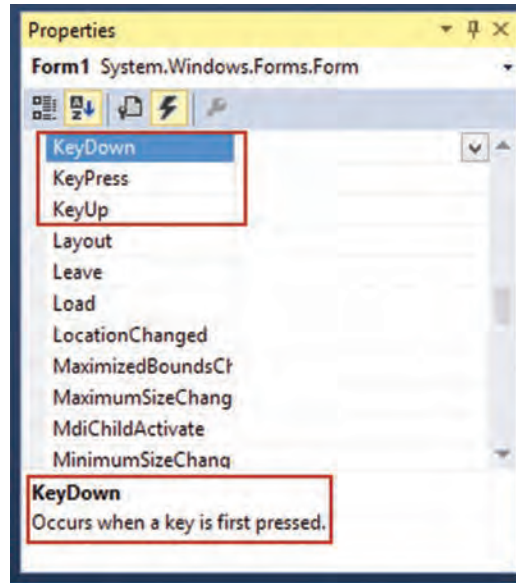 Properties
Form1 System.Windows.Forms.Form
KeyDown
KeyPress
KeyUp
Layout
Leave
Load
LocationChanged
MaximizedBoundsCh
MaximumSizeChang
MdiChildActivate
MinimumSizeChang
KeyDown
Occurs when a key is first pressed.